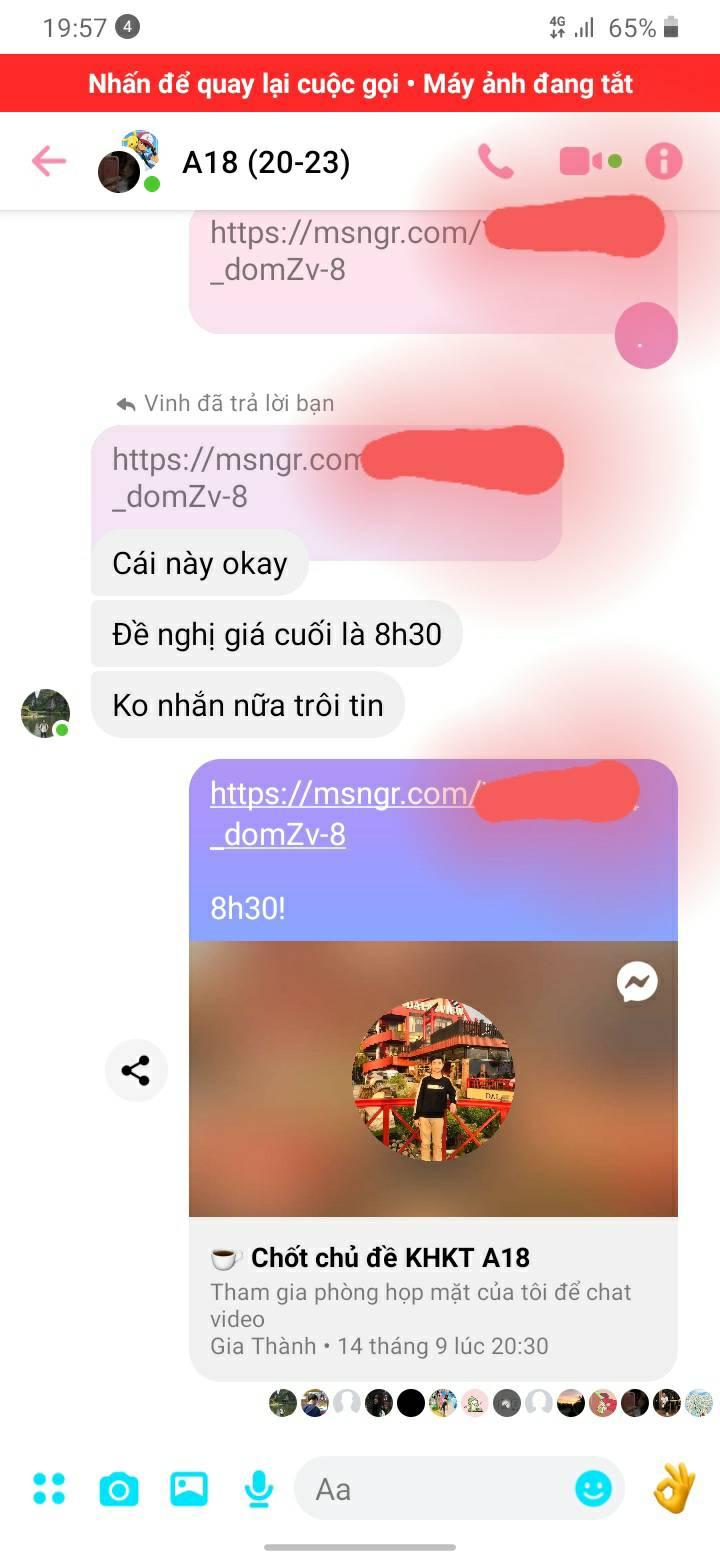 19:57 4
4G 65%
Nhấn để quay lại cuộc gọi • Máy ảnh đang tắt
A18 (20-23)
https://msngr.com/
_domZv-8
.
Vinh đã trả lời bạn
https://msngr.com
_domZv-8
Cái này okay
Đề nghị giá cuối là 8h30
Ko nhắn nữa trôi tin
https://msngr.com/
_domZv-8
8h30!
☕ Chốt chủ đề KHKT A18
Tham gia phòng họp mặt của tôi để chat
video
Gia Thành • 14 tháng 9 lúc 20:30
Aa